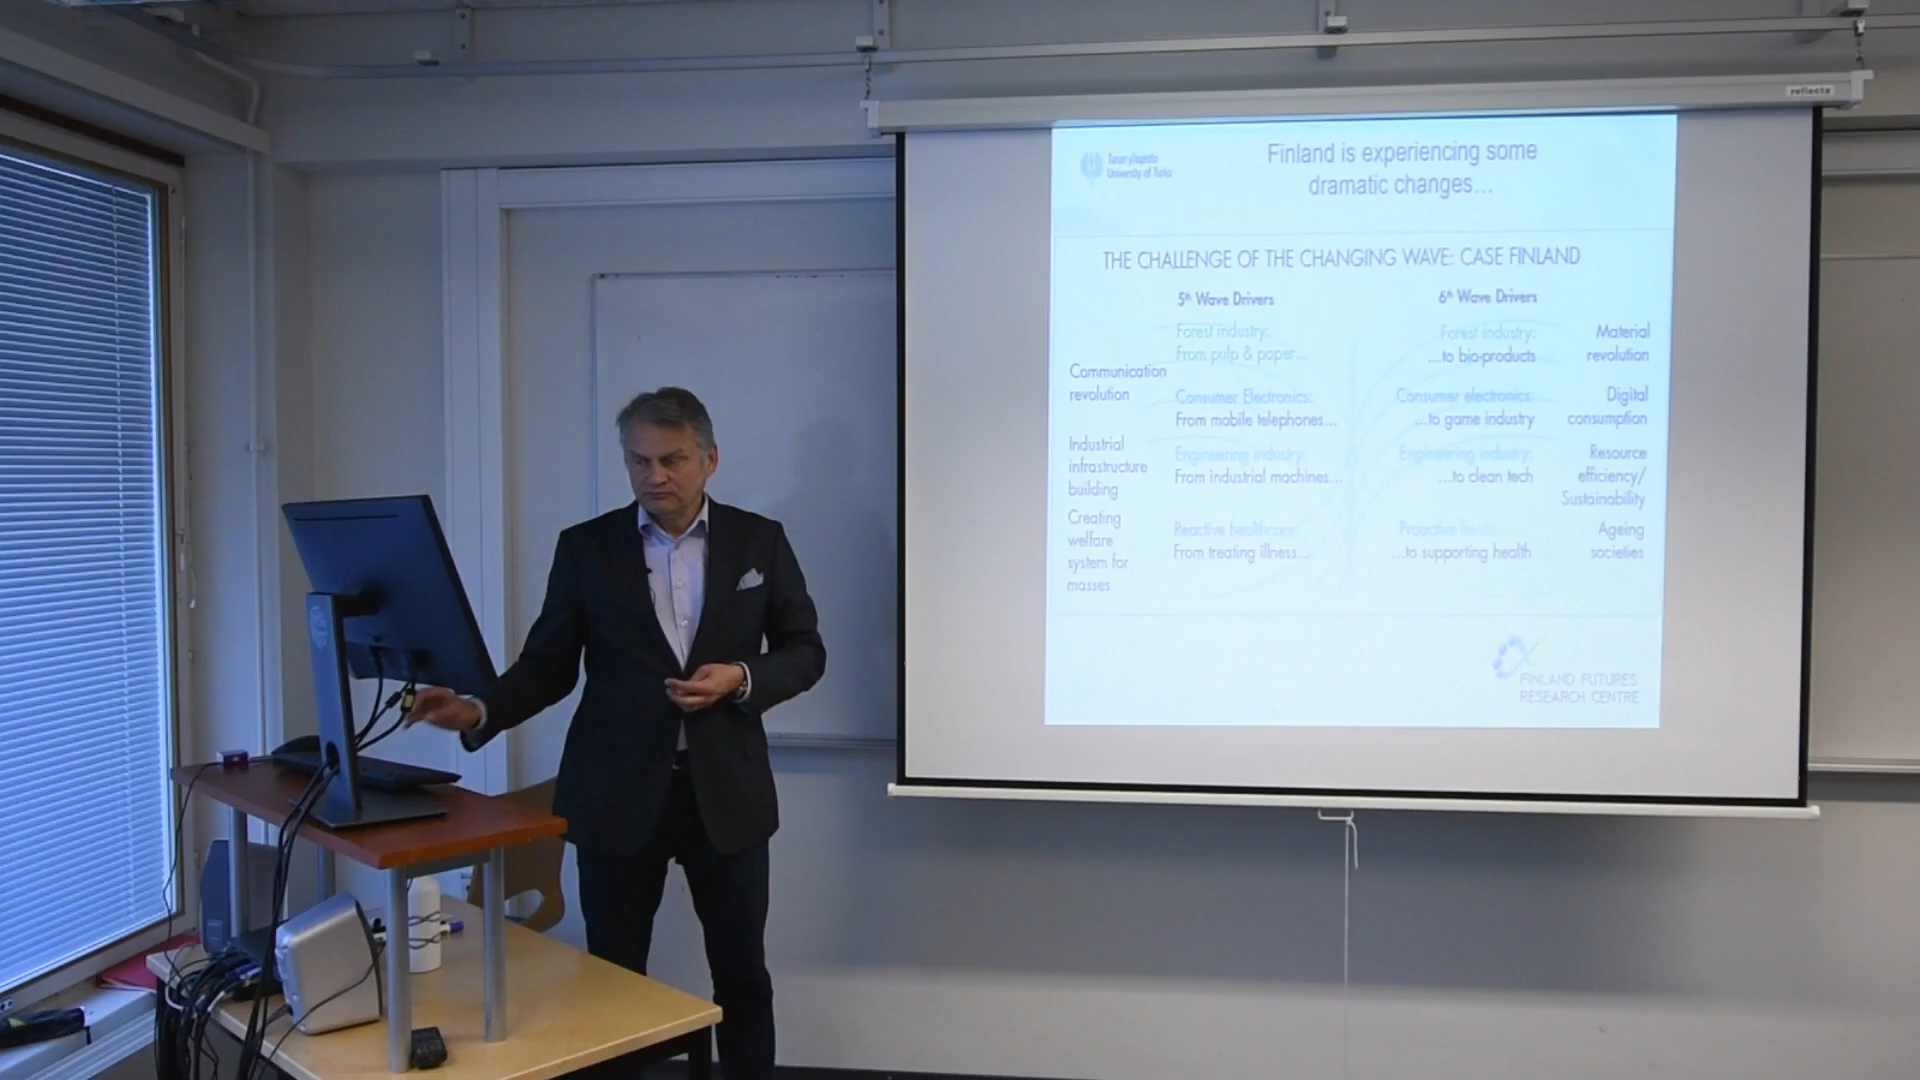 reflecta
Turun yliopisto
University of Turku
Finland is experiencing some
dramatic changes...
THE CHALLENGE OF THE CHANGING WAVE: CASE FINLAND
5th Wave Drivers
6th Wave Drivers
Communication
revolution
Industrial
infrastructure
building
Creating
welfare
system for
masses
Forest industry:
From pulp & paper...
Consumer Electronics:
From mobile telephones...
Engineering industry:
From industrial machines...
Reactive healthcare
From treating illness...
Forest industry:
...to bio-products
Consumer electronics:
...to game industry
Engineering industry:
...to clean tech
Proactive
...to supporting health
Material
revolution
Digital
consumption
Resource
efficiency/
Sustainability
Ageing
societies
FINLAND FUTURES
RESEARCH CENTRE